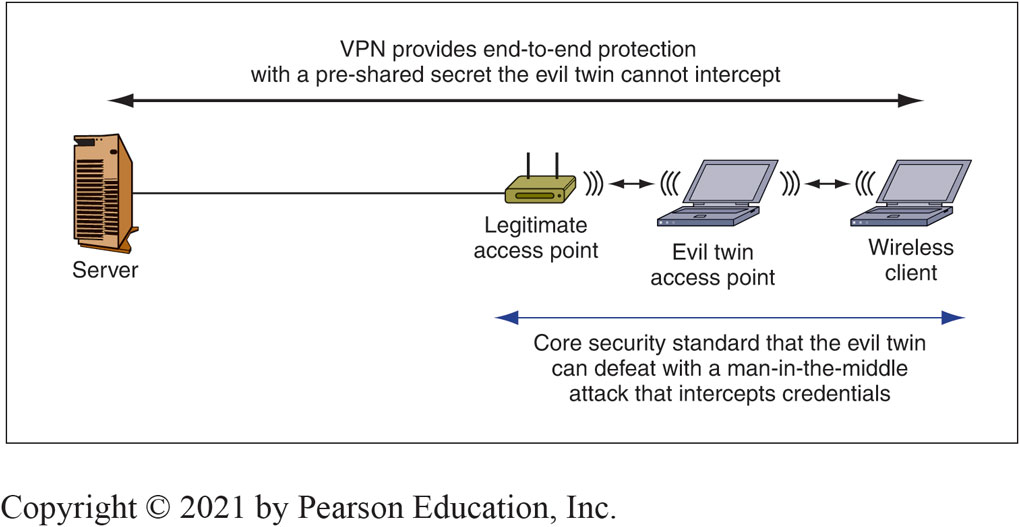 VPN provides end-to-end protection
with a pre-shared secret the evil twin cannot intercept
Server
Legitimate
access point
Evil twin
access point
Wireless
client
Core security standard that the evil twin
can defeat with a man-in-the-middle
attack that intercepts credentials
Copyright © 2021 by Pearson Education, Inc.